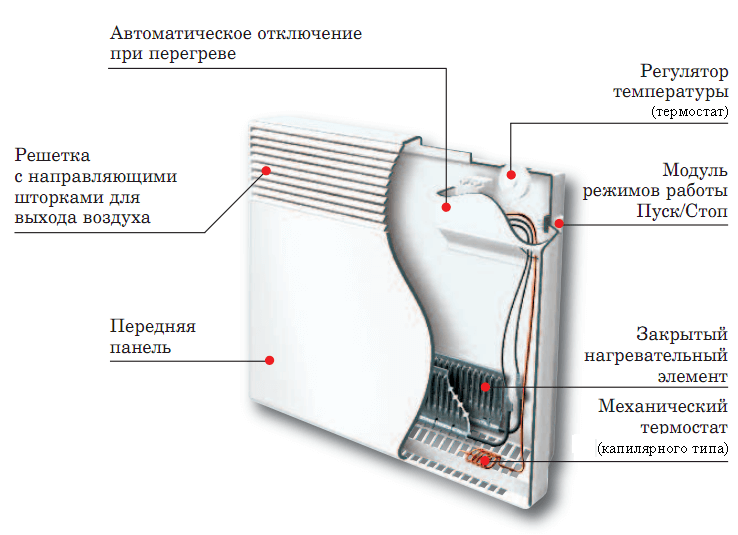 Автоматическое отключение
при перегреве
Регулятор
температуры
(термостат)
Решетка
с направляющими
шторками для
выхода воздуха
Модуль
режимов работы
Пуск/Стоп
Передняя
панель
Закрытый
нагревательный
элемент
Механический
термостат
(капилярного типа)